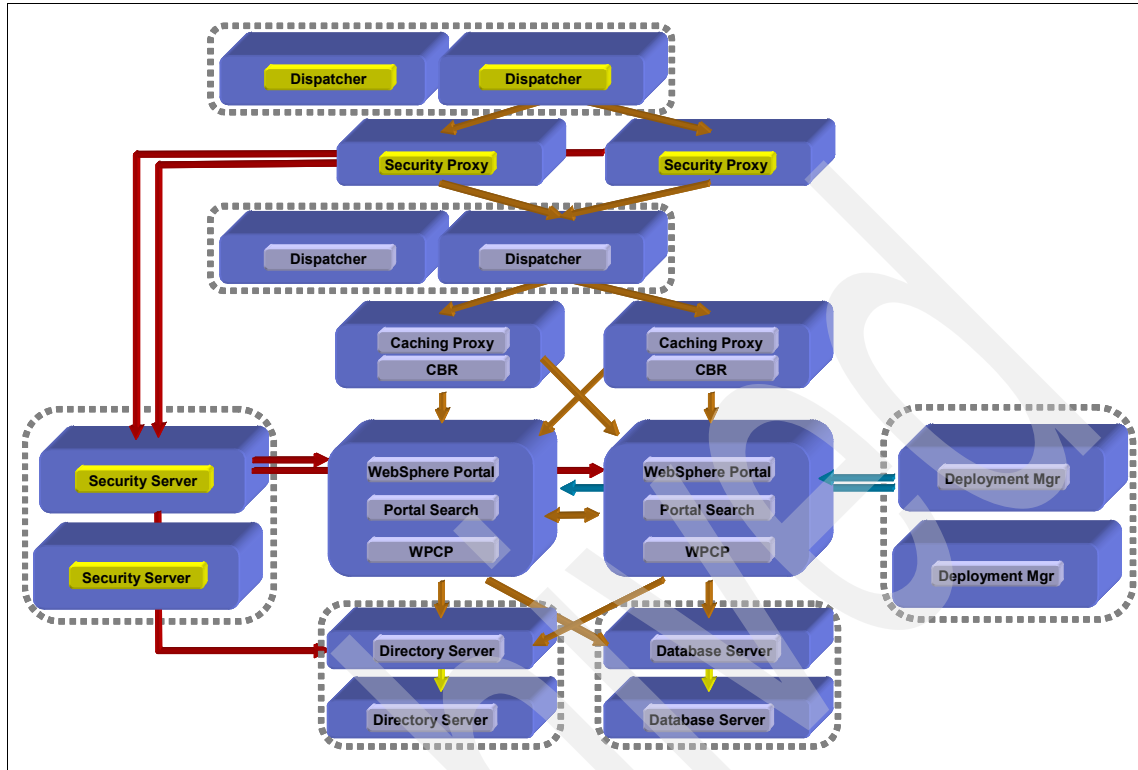 Dispatcher
Dispatcher
Security Proxy
Security Proxy
Dispatcher
Dispatcher
Caching Proxy
CBR
Caching Proxy
CBR
Security Server
Security Server
WebSphere Portal
Portal Search
WPCP
WebSphere Portal
Portal Search
WPCP
Deployment Mgr
Deployment Mgr
Directory Server
Directory Server
Database Server
Database Server